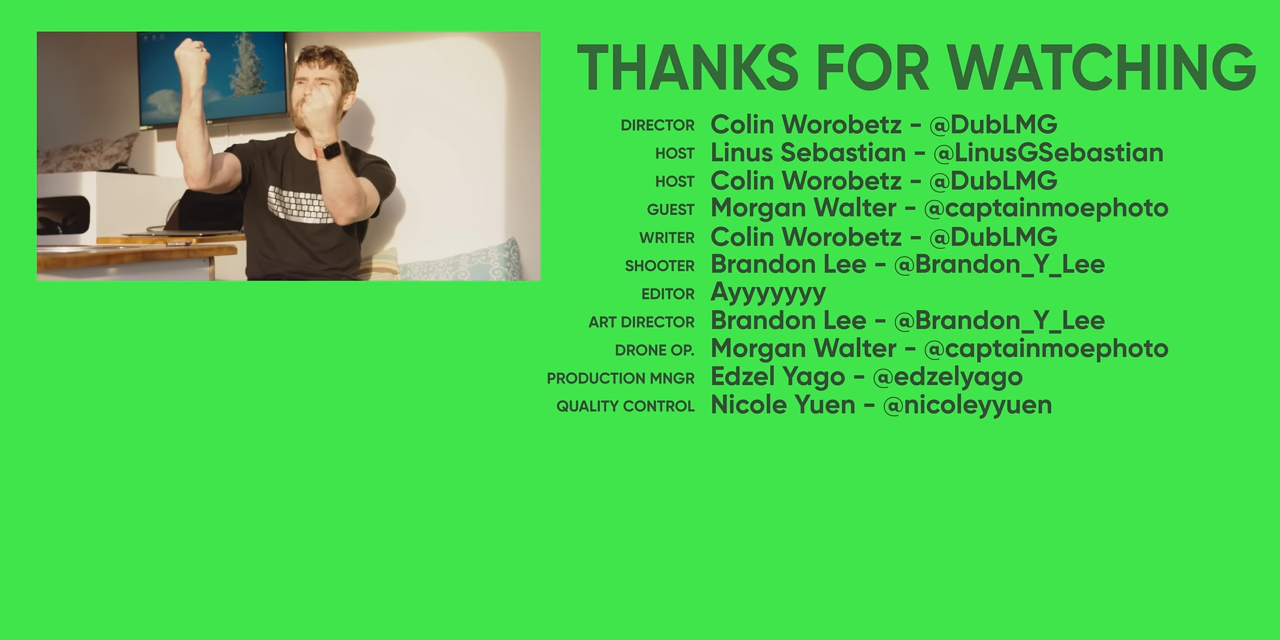 THANKS FOR WATCHING
DIRECTOR Colin Worobetz - @DubLMG
HOST Linus Sebastian - @LinusGSebastian
HOST Colin Worobetz - @DubLMG
GUEST Morgan Walter - @captainmoephoto
WRITER Colin Worobetz - @DubLMG
SHOOTER Brandon Lee - @Brandon_Y_Lee
EDITOR Ayyyyyyy
ART DIRECTOR Brandon Lee - @Brandon_Y_Lee
DRONE OP. Morgan Walter - @captainmoephoto
PRODUCTION MNGR Edzel Yago - @edzelyago
QUALITY CONTROL Nicole Yuen - @nicoleyyuen